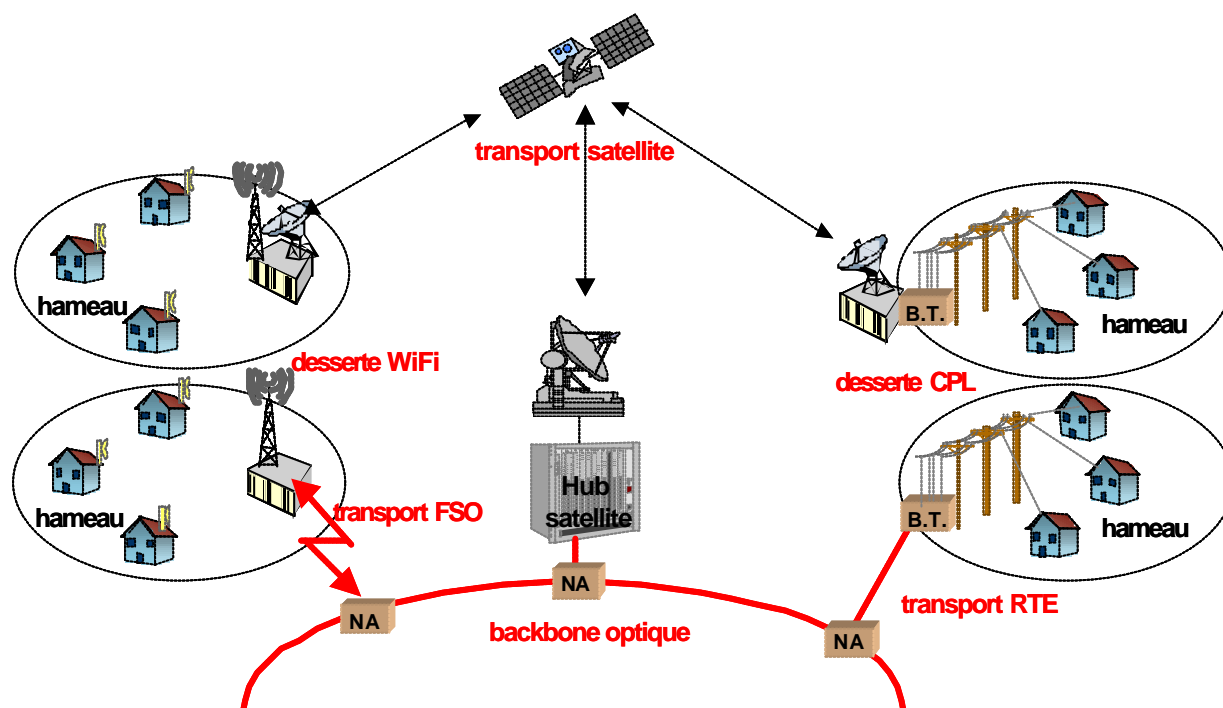 transport satellite
hameau
desserte WiFi
B.T.
hameau
desserte CPL
hameau
transport FSO
Hub
satellite
B.T.
hameau
NA
NA
NA
transport RTE
backbone optique